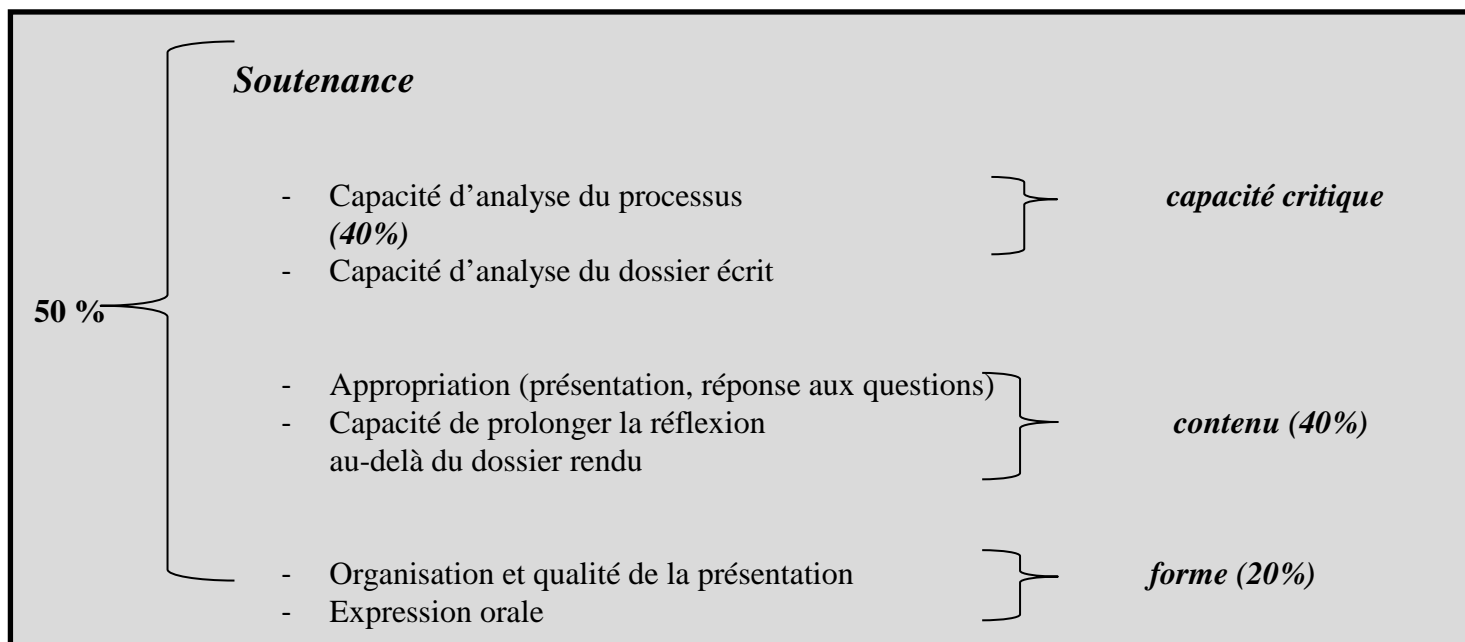 Soutenance
- Capacité d’analyse du processus capacité critique
(40%)
- Capacité d’analyse du dossier écrit
50 %
- Appropriation (présentation, réponse aux questions)
- Capacité de prolonger la réflexion contenu (40%)
au-delà du dossier rendu
- Organisation et qualité de la présentation forme (20%)
- Expression orale